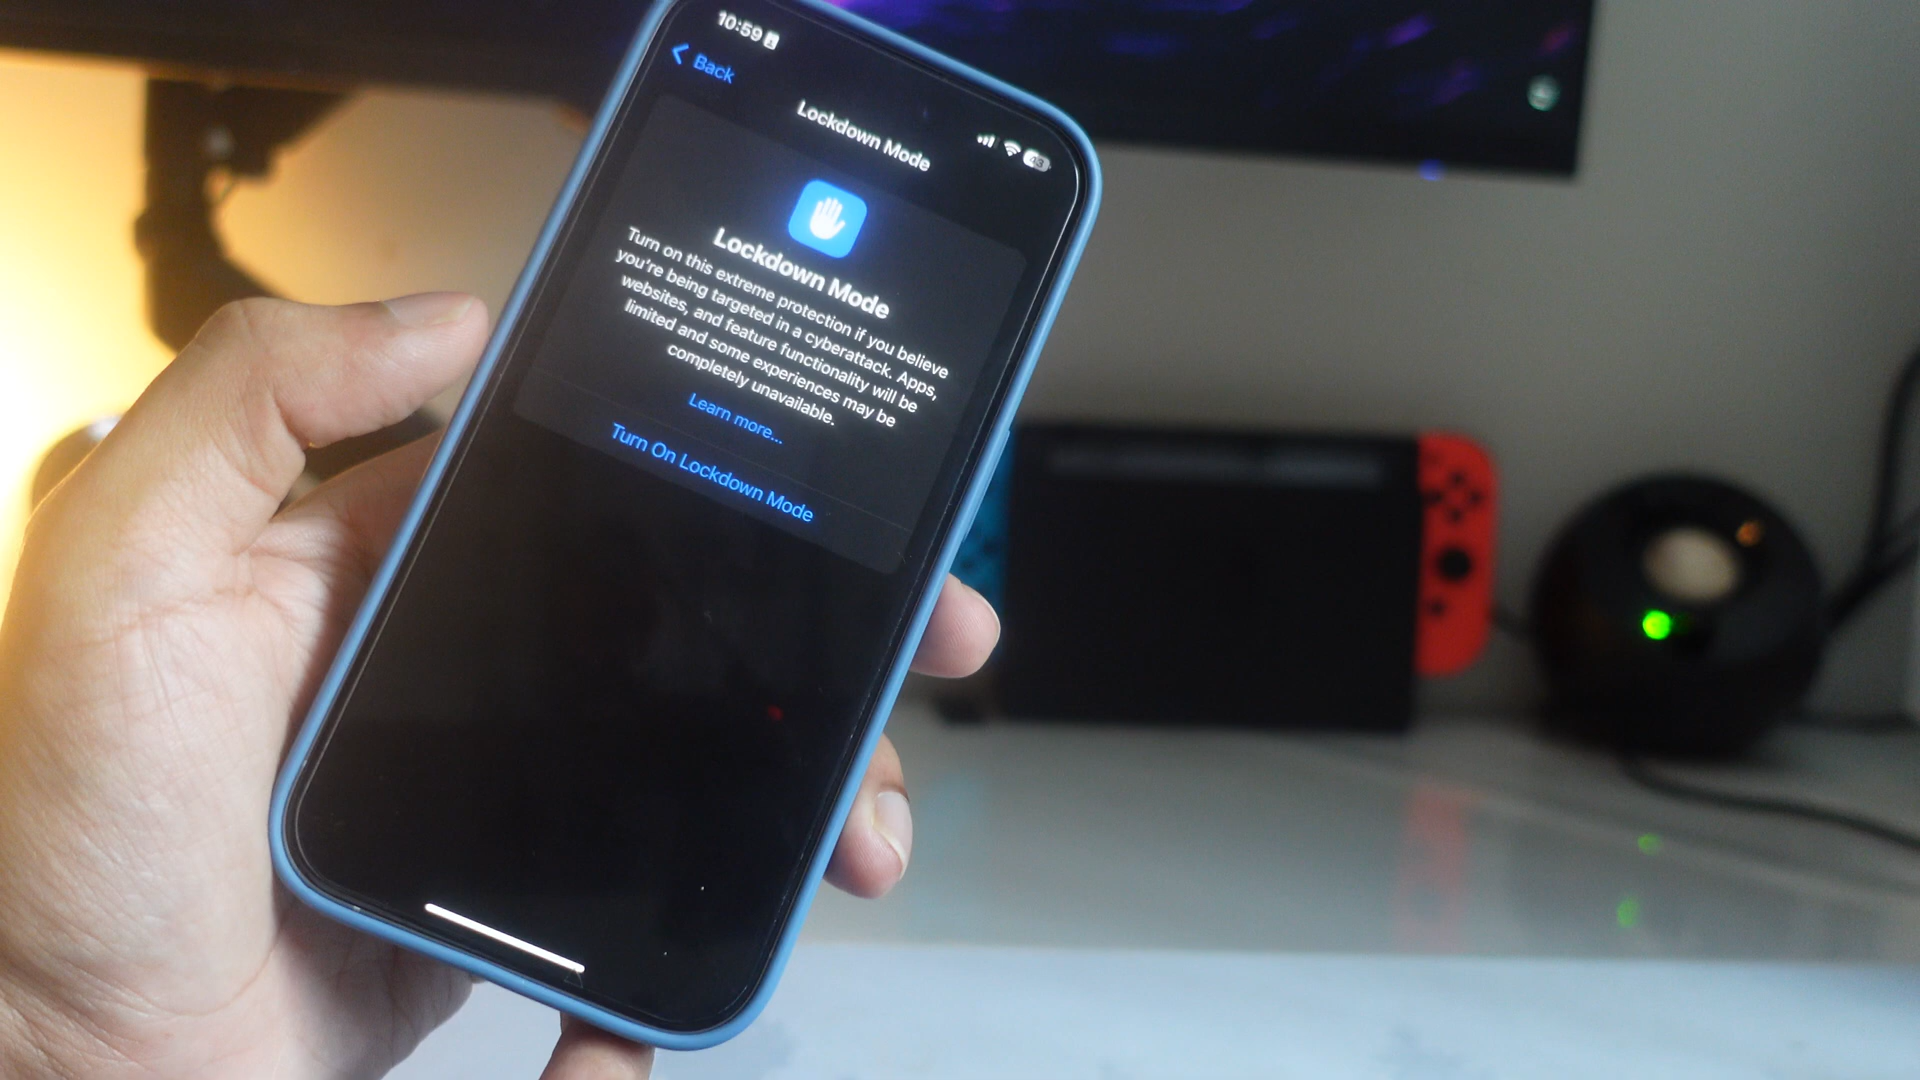 10:59
43
Back
Lockdown Mode
Lockdown Mode
Turn on this extreme protection if you believe
you're being targeted in a cyberattack. Apps,
websites, and feature functionality will be
limited and some experiences may be
completely unavailable.
Learn more...
Turn On Lockdown Mode